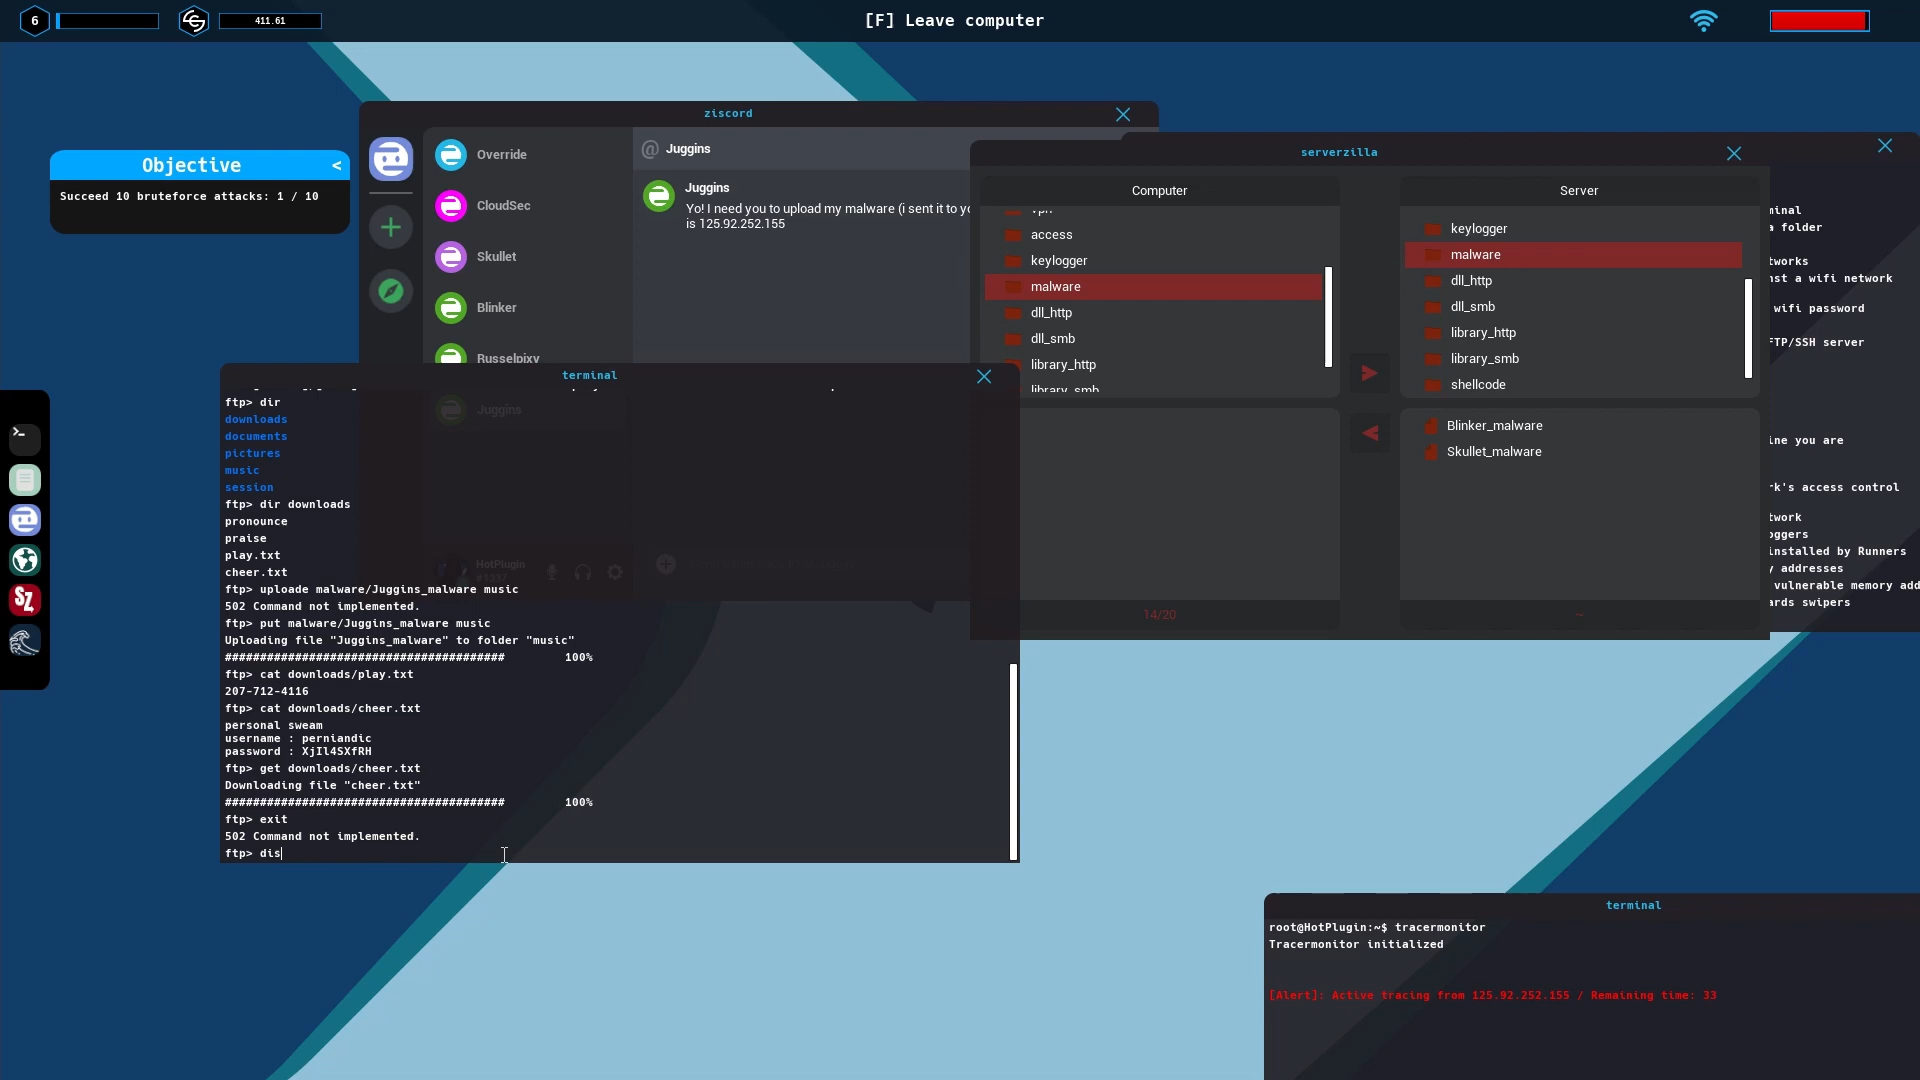 6
411.61
[F] Leave computer
Objective
<
Succeed 10 bruteforce attacks: 1 / 10
ziscord
Override
CloudSec
Skullet
Blinker
Russelpixy
Juggins
@ Juggins
Juggins
Yo! I need you to upload my malware (i sent it to yo
is 125.92.252.155
HotPlugin
serverzilla
Computer
vpn
access
keylogger
malware
dll_http
dll_smb
library_http
library_smb
14/20
Server
keylogger
malware
dll_http
dll_smb
library_http
library_smb
shellcode
Blinker_malware
Skullet_malware
~
minal
a folder
tworks
nst a wifi network
wifi password
FTP/SSH server
ine you are
rk's access control
twork
oggers
installed by Runners
y addresses
vulnerable memory add
ards swipers
terminal
ftp> dir
downloads
documents
pictures
music
session
ftp> dir downloads
pronounce
praise
play.txt
cheer.txt
ftp> uploade malware/Juggins_malware music
502 Command not implemented.
ftp> put malware/Juggins_malware music
Uploading file "Juggins_malware" to folder "music"
######################################## 100%
ftp> cat downloads/play.txt
207-712-4116
ftp> cat downloads/cheer.txt
personal sweam
username : perniandic
password : XjIl4SXfRH
ftp> get downloads/cheer.txt
Downloading file "cheer.txt"
######################################## 100%
ftp> exit
502 Command not implemented.
ftp> dis
terminal
root@HotPlugin:~$ tracermonitor
Tracermonitor initialized
[Alert]: Active tracing from 125.92.252.155 / Remaining time: 33